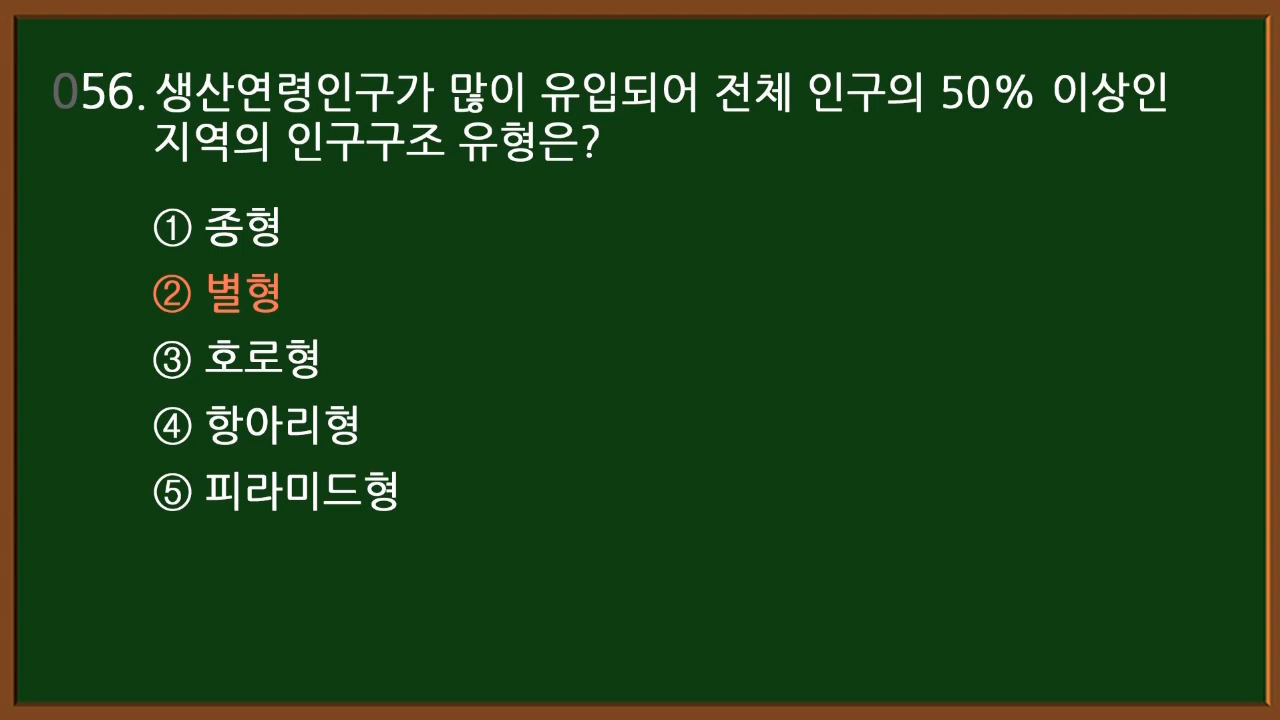 056. 생산연령인구가 많이 유입되어 전체 인구의 50% 이상인
지역의 인구구조 유형은?
① 종형
② 별형
③ 호로형
④ 항아리형
⑤ 피라미드형